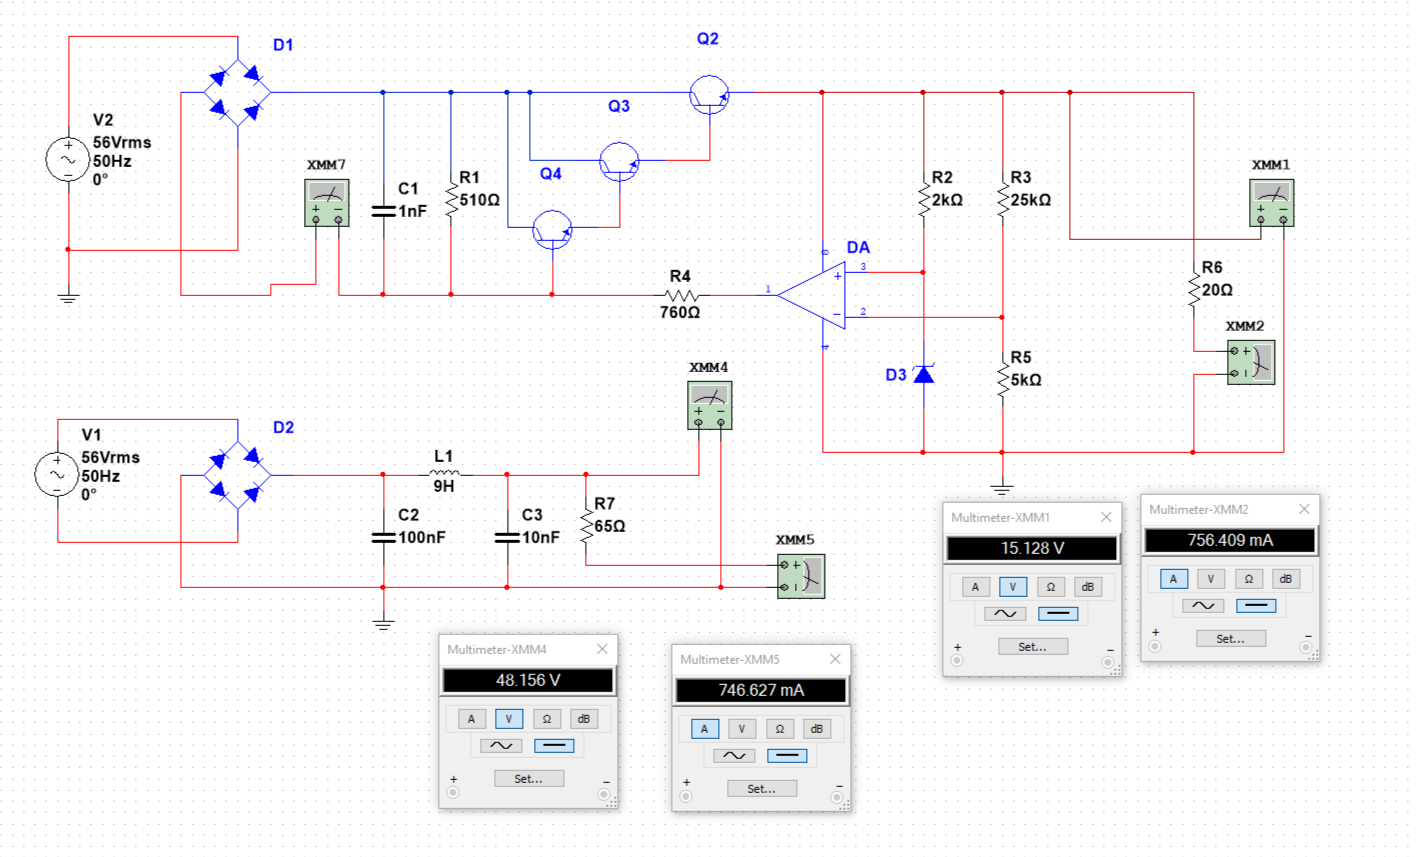 D1
Q2
V2
56Vrms
50Hz
0°
XMM7
+ −
C1
1nF
R1
510Ω
Q3
Q4
R2
2kΩ
R3
25kΩ
XMM1
+ −
DA
8
3
+
1
−
2
4
R4
760Ω
R6
20Ω
XMM2
+
D3
R5
5kΩ
XMM4
+ −
V1
56Vrms
50Hz
0°
D2
L1
9H
C2
100nF
C3
10nF
R7
65Ω
XMM5
+
Multimeter-XMM1
15.128 V
A V Ω dB
Set...
+ −
Multimeter-XMM2
756.409 mA
A V Ω dB
Set...
+ −
Multimeter-XMM4
48.156 V
A V Ω dB
Set...
+ −
Multimeter-XMM5
746.627 mA
A V Ω dB
Set...
+ −